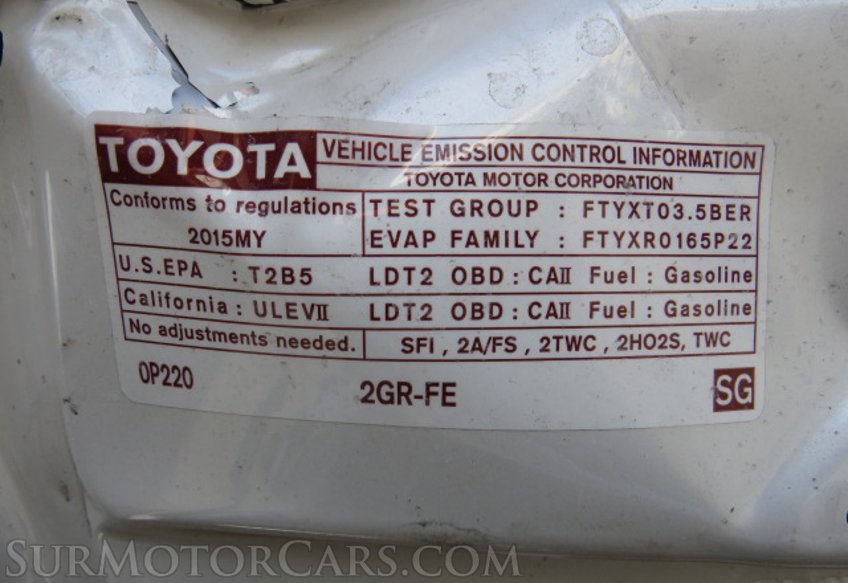 TOYOTA VEHICLE EMISSION CONTROL INFORMATION
TOYOTA MOTOR CORPORATION
Conforms to regulations TEST GROUP : FTYXT03.5BER
2015MY EVAP FAMILY : FTYXR0165P22
U.S.EPA : T2B5 LDT2 OBD : CAII Fuel : Gasoline
California : ULEVII LDT2 OBD : CAII Fuel : Gasoline
No adjustments needed. SFI , 2A/FS , 2TWC , 2HO2S, TWC
0P220 2GR-FE SG
SURMOTORCARS.COM